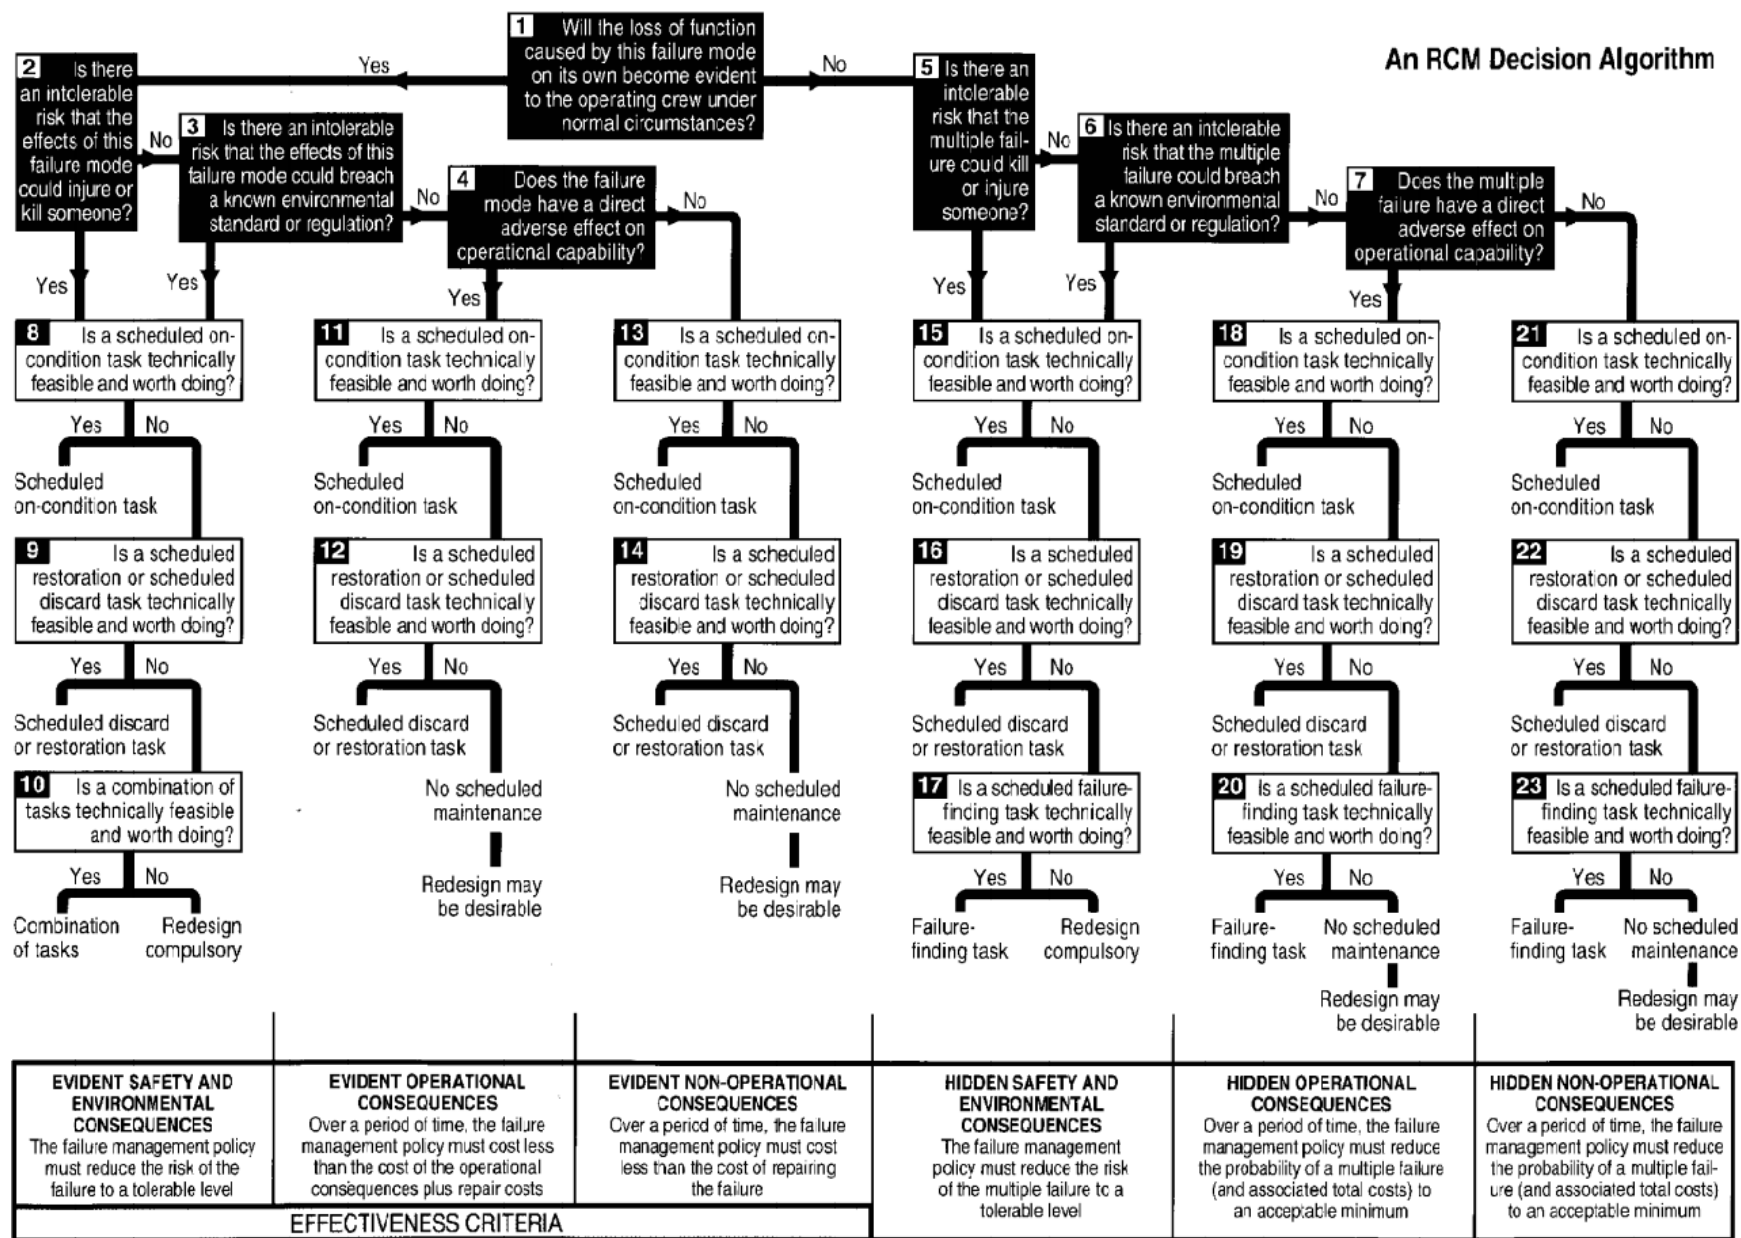 An RCM Decision Algorithm
1 Will the loss of function
caused by this failure mode
on its own become evident
to the operating crew under
normal circumstances?
Yes
No
2 Is there
an intolerable
risk that the
effects of this
failure mode
could injure or
kill someone?
No
Yes
3 Is there an intolerable
risk that the effects of this
failure mode could breach
a known environmental
standard or regulation?
No
Yes
4 Does the failure
mode have a direct
adverse effect on
operational capability?
No
Yes
5 Is there an
intolerable
risk that the
multiple fail-
ure could kill
or injure
someone?
No
Yes
6 Is there an intolerable
risk that the multiple
failure could breach
a known environmental
standard or regulation?
No
Yes
7 Does the multiple
failure have a direct
adverse effect on
operational capability?
No
Yes
8 Is a scheduled on-
condition task technically
feasible and worth doing?
Yes No
Scheduled
on-condition task
9 Is a scheduled
restoration or scheduled
discard task technically
feasible and worth doing?
Yes No
Scheduled discard
or restoration task
10 Is a combination of
tasks technically feasible
and worth doing?
Yes No
Combination
of tasks
Redesign
compulsory
11 Is a scheduled on-
condition task technically
feasible and worth doing?
Yes No
Scheduled
on-condition task
12 Is a scheduled
restoration or scheduled
discard task technically
feasible and worth doing?
Yes No
Scheduled discard
or restoration task
No scheduled
maintenance
Redesign may
be desirable
13 Is a scheduled on-
condition task technically
feasible and worth doing?
Yes No
Scheduled
on-condition task
14 Is a scheduled
restoration or scheduled
discard task technically
feasible and worth doing?
Yes No
Scheduled discard
or restoration task
No scheduled
maintenance
Redesign may
be desirable
15 Is a scheduled on-
condition task technically
feasible and worth doing?
Yes No
Scheduled
on-condition task
16 Is a scheduled
restoration or scheduled
discard task technically
feasible and worth doing?
Yes No
Scheduled discard
or restoration task
17 Is a scheduled failure-
finding task technically
feasible and worth doing?
Yes No
Failure-
finding task
Redesign
compulsory
18 Is a scheduled on-
condition task technically
feasible and worth doing?
Yes No
Scheduled
on-condition task
19 Is a scheduled
restoration or scheduled
discard task technically
feasible and worth doing?
Yes No
Scheduled discard
or restoration task
20 Is a scheduled failure-
finding task technically
feasible and worth doing?
Yes No
Failure-
finding task
No scheduled
maintenance
Redesign may
be desirable
21 Is a scheduled on-
condition task technically
feasible and worth doing?
Yes No
Scheduled
on-condition task
22 Is a scheduled
restoration or scheduled
discard task technically
feasible and worth doing?
Yes No
Scheduled discard
or restoration task
23 Is a scheduled failure-
finding task technically
feasible and worth doing?
Yes No
Failure-
finding task
No scheduled
maintenance
Redesign may
be desirable
EVIDENT SAFETY AND
ENVIRONMENTAL
CONSEQUENCES
The failure management policy
must reduce the risk of the
failure to a tolerable level
EVIDENT OPERATIONAL
CONSEQUENCES
Over a period of time, the failure
management policy must cost less
than the cost of the operational
consequences plus repair costs
EVIDENT NON-OPERATIONAL
CONSEQUENCES
Over a period of time, the failure
management policy must cost
less than the cost of repairing
the failure
HIDDEN SAFETY AND
ENVIRONMENTAL
CONSEQUENCES
The failure management
policy must reduce the risk
of the multiple failure to a
tolerable level
HIDDEN OPERATIONAL
CONSEQUENCES
Over a period of time, the failure
management policy must reduce
the probability of a multiple failure
(and associated total costs) to
an acceptable minimum
HIDDEN NON-OPERATIONAL
CONSEQUENCES
Over a period of time, the failure
management policy must reduce
the probability of a multiple fail-
ure (and associated total costs)
to an acceptable minimum
EFFECTIVENESS CRITERIA